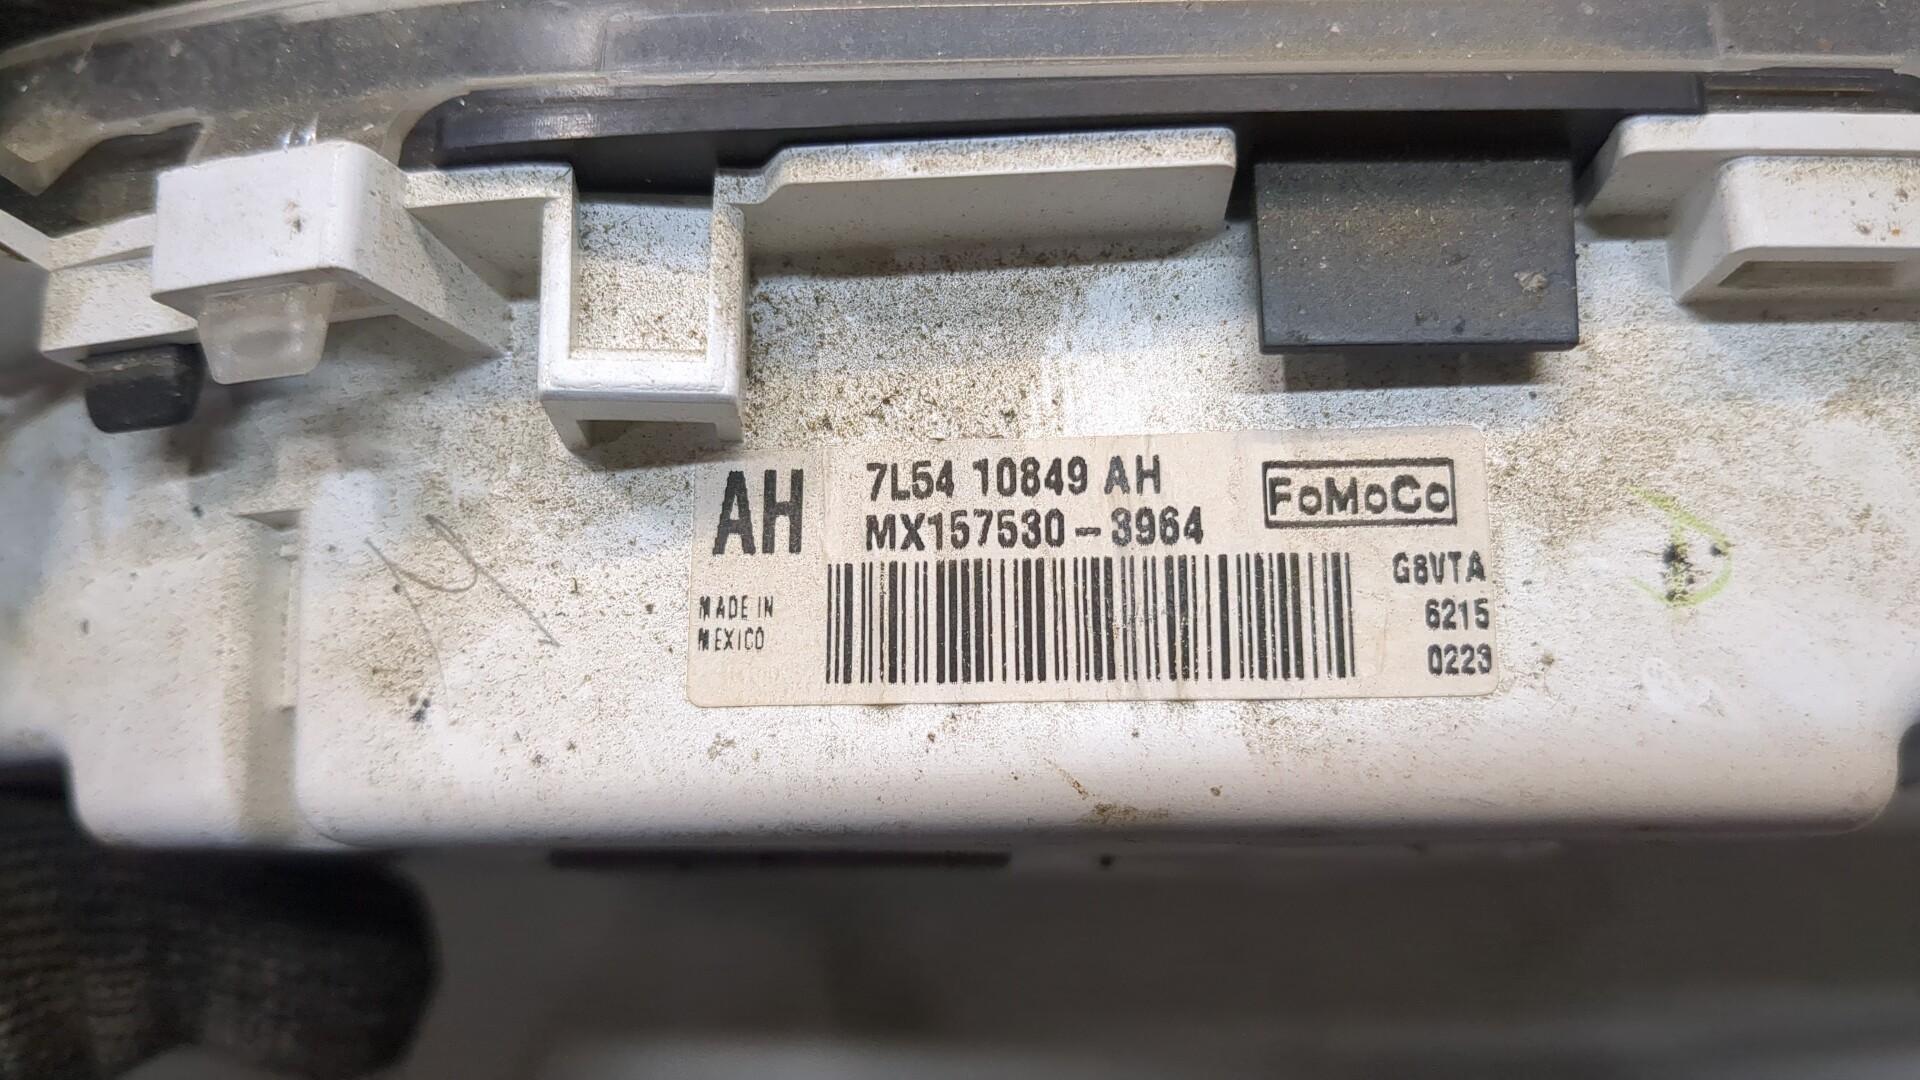 AH
7L54 10849 AH
MX157530-3964
FoMoCo
MADE IN
MEXICO
G8VTA
6215
0223